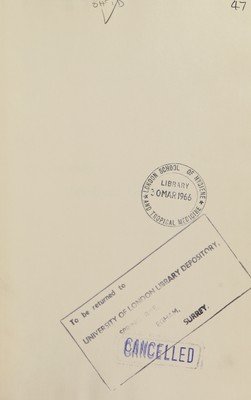 47
LONDON SCHOOL OF HYGIENE
LIBRARY
MAR 1966
AND TROPICAL MEDICINE
To be returned to
UNIVERSITY OF LONDON LIBRARY DEPOSITORY,
SURREY.
CANCELLED